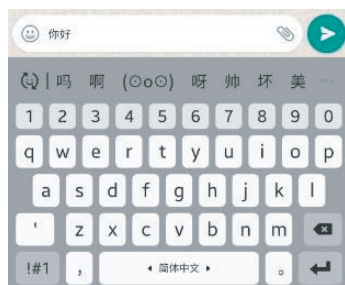 你好
吗 啊 (⊙o⊙) 呀 帅 坏 美 ...
1 2 3 4 5 6 7 8 9 0
q w e r t y u i o p
a s d f g h j k l
' z x c v b n m
!#1 , 简体中文 。